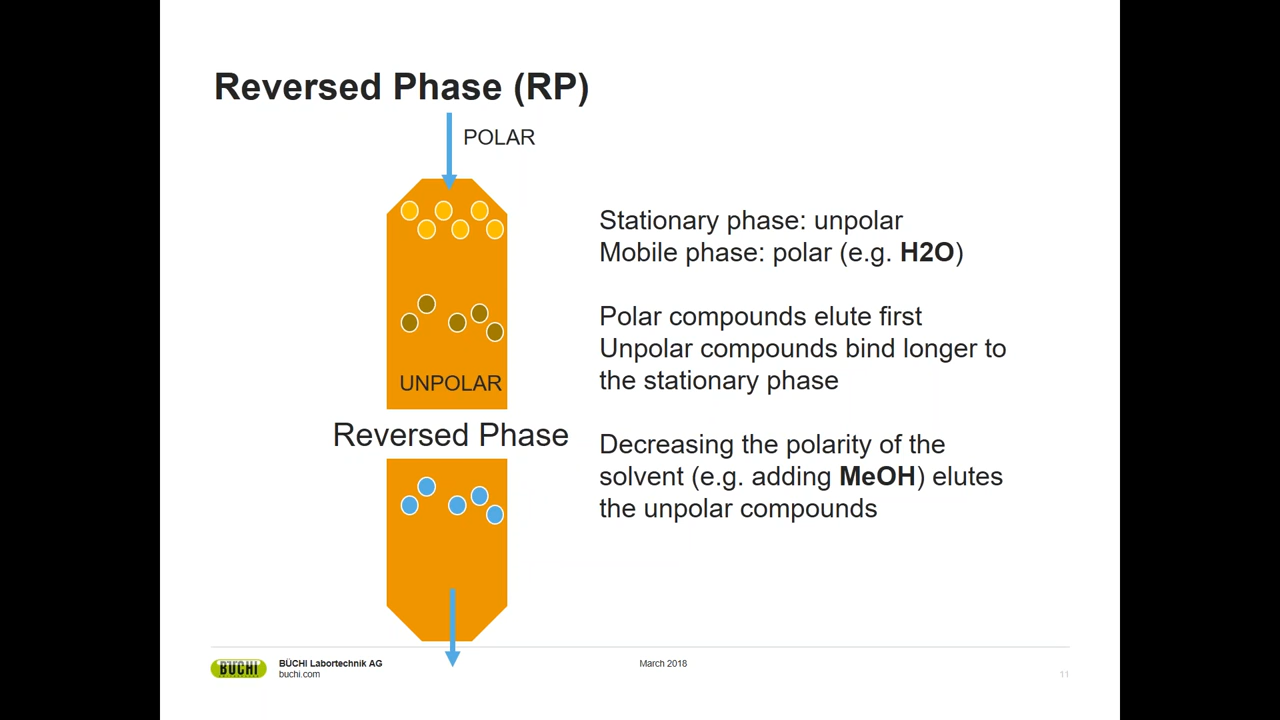 Reversed Phase (RP)
POLAR
UNPOLAR
Reversed Phase
Stationary phase: unpolar
Mobile phase: polar (e.g. H2O)
Polar compounds elute first
Unpolar compounds bind longer to
the stationary phase
Decreasing the polarity of the
solvent (e.g. adding MeOH) elutes
the unpolar compounds
BÜCHI
BÜCHI Labortechnik AG
buchi.com
March 2018
11